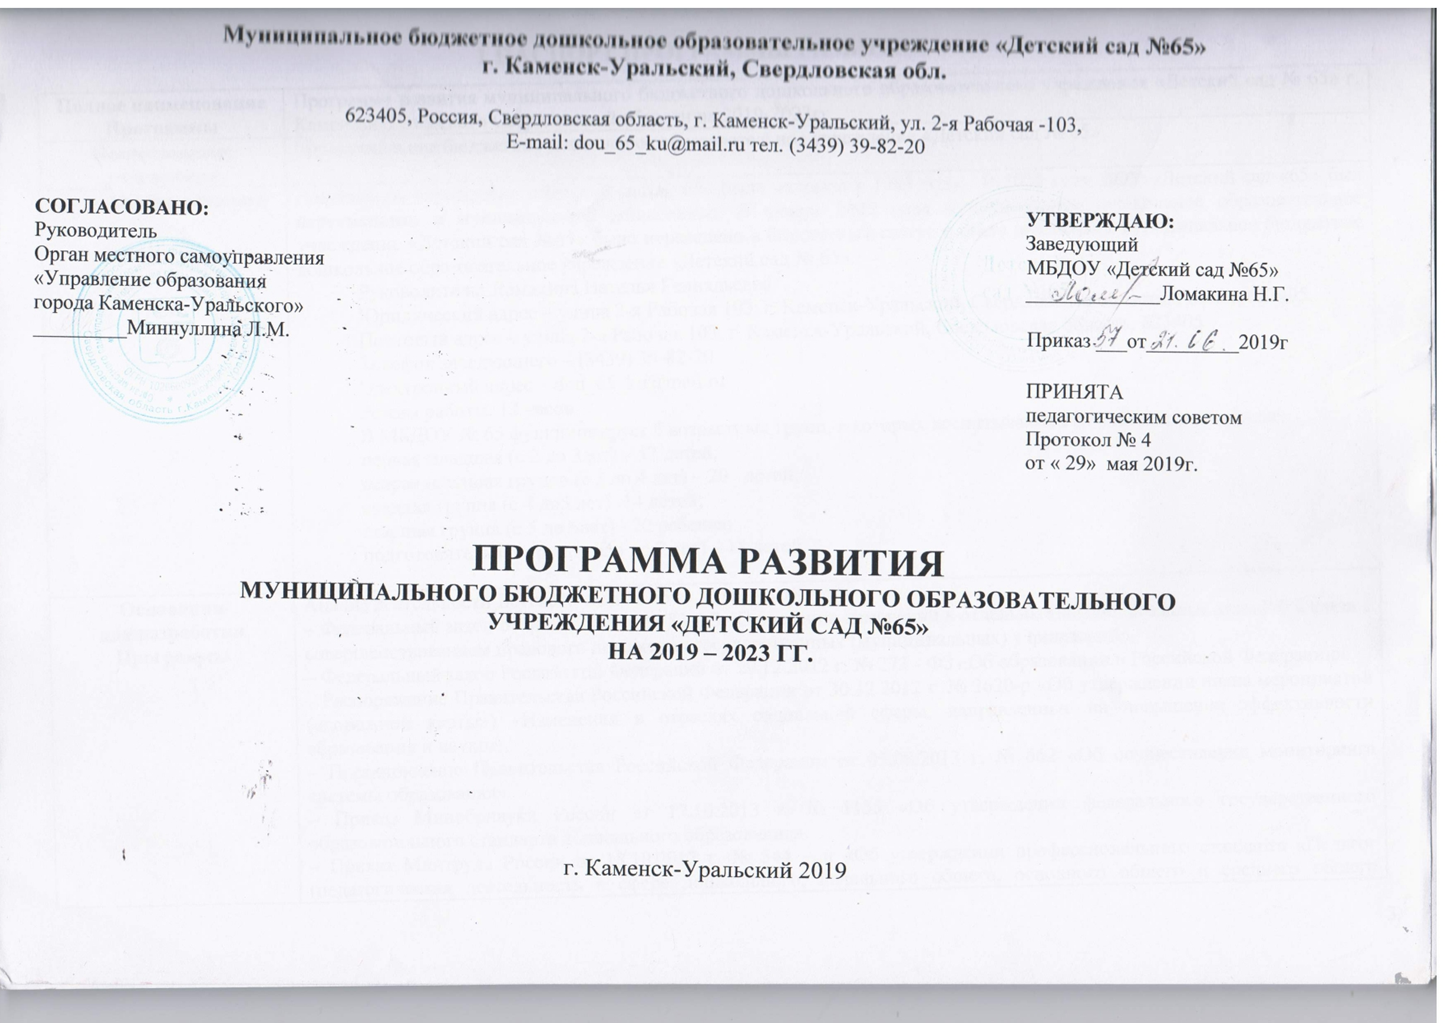 Муниципальное бюджетное дошкольное образовательное учреждение «Детский сад №65»
г. Каменск-Уральский, Свердловская обл.
623405, Россия, Свердловская область, г. Каменск-Уральский, ул. 2-я Рабочая -103,
E-mail: dou_65_ku@mail.ru тел. (3439) 39-82-20
СОГЛАСОВАНО:
Руководитель
Орган местного самоуправления
«Управление образования
города Каменска-Уральского»
_________ Миннуллина Л.М.
УТВЕРЖДАЮ:
Заведующий
МБДОУ «Детский сад №65»
_____________Ломакина Н.Г.
Приказ 37 от 21.06. 2019г
ПРИНЯТА
педагогическим советом
Протокол № 4
от « 29» мая 2019г.
ПРОГРАММА РАЗВИТИЯ
МУНИЦИПАЛЬНОГО БЮДЖЕТНОГО ДОШКОЛЬНОГО ОБРАЗОВАТЕЛЬНОГО
УЧРЕЖДЕНИЯ «ДЕТСКИЙ САД №65»
НА 2019 – 2023 ГГ.
г. Каменск-Уральский 2019